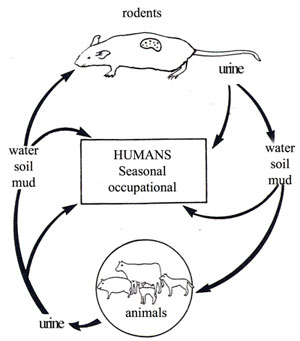 rodents
urine
water
soil
mud
HUMANS
Seasonal
occupational
water
soil
mud
animals
urine